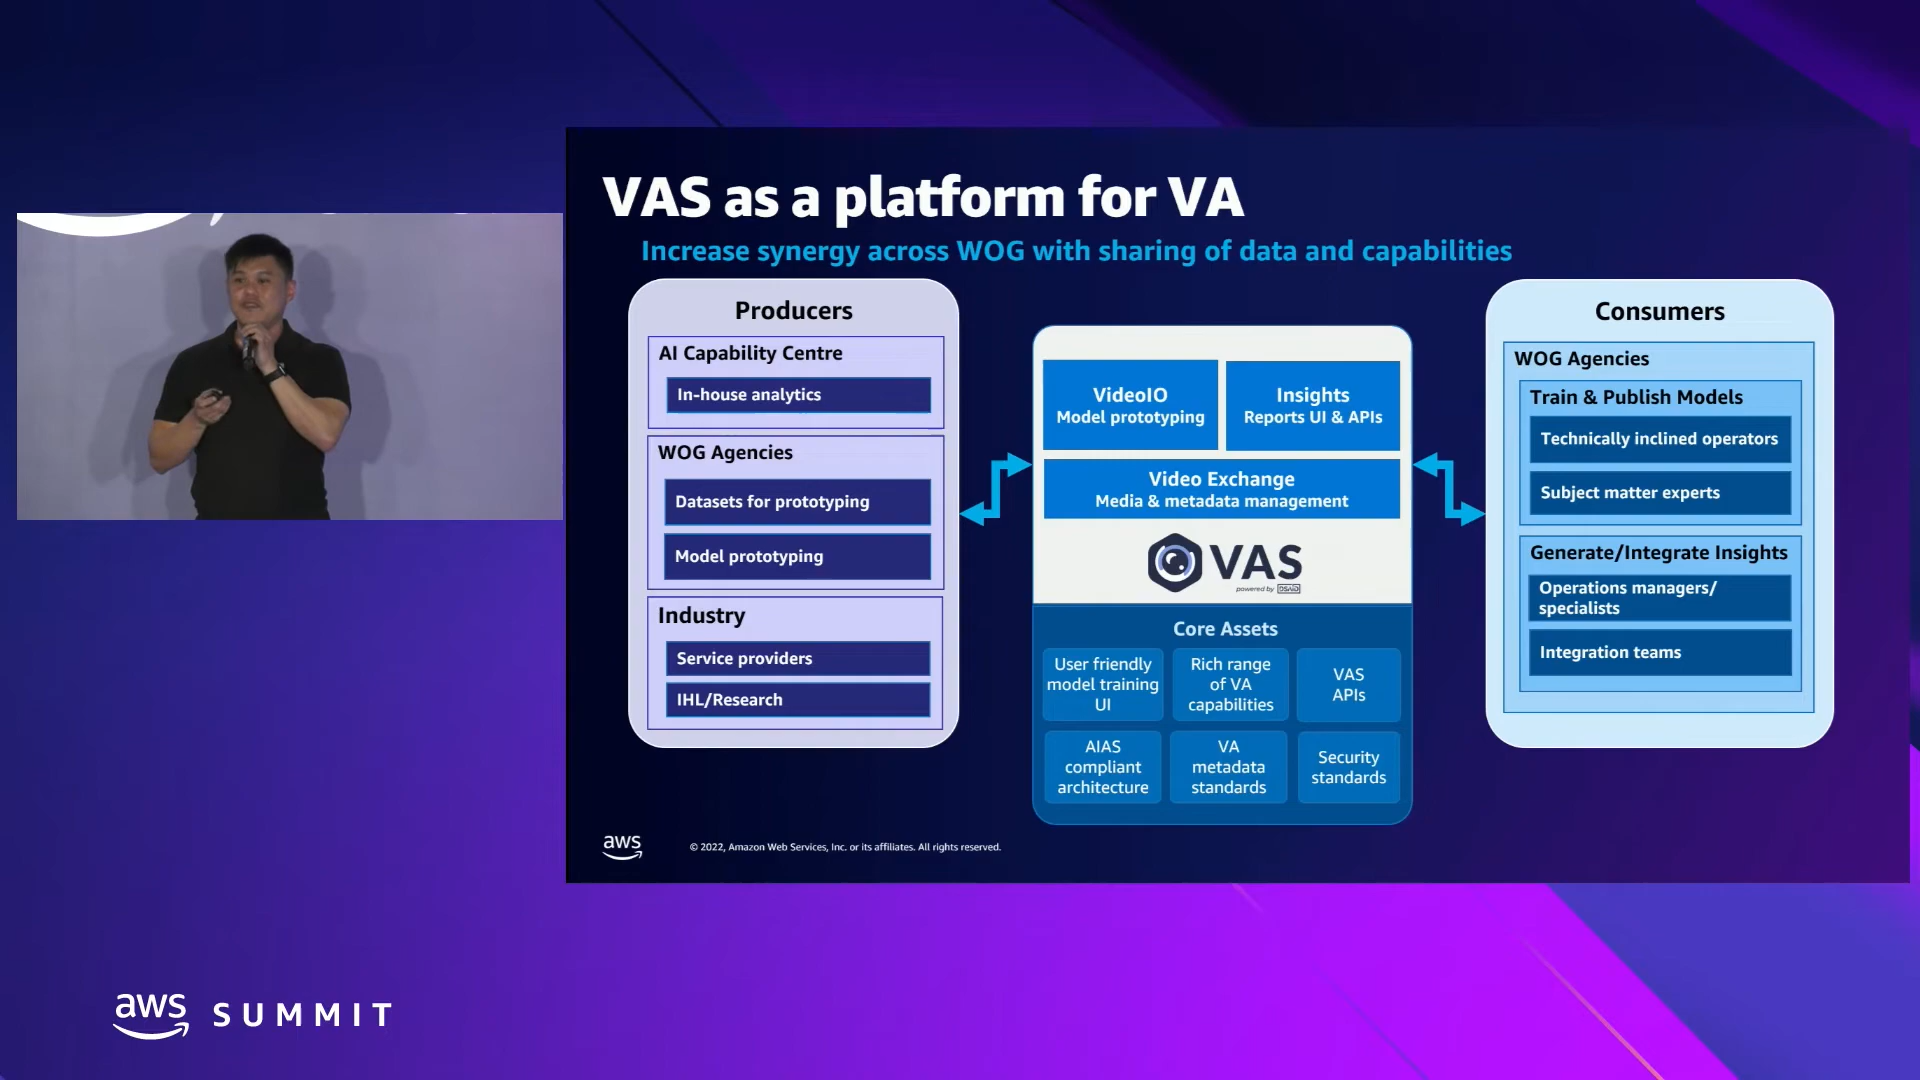 VAS as a platform for VA
Increase synergy across WOG with sharing of data and capabilities
Producers
AI Capability Centre
In-house analytics
WOG Agencies
Datasets for prototyping
Model prototyping
Industry
Service providers
IHL/Research
VideoIO
Model prototyping
Insights
Reports UI & APIs
Video Exchange
Media & metadata management
VAS
powered by DSAID
Core Assets
User friendly
model training
UI
Rich range
of VA
capabilities
VAS
APIs
AIAS
compliant
architecture
VA
metadata
standards
Security
standards
Consumers
WOG Agencies
Train & Publish Models
Technically inclined operators
Subject matter experts
Generate/Integrate Insights
Operations managers/
specialists
Integration teams
aws
© 2022, Amazon Web Services, Inc. or its affiliates. All rights reserved.
aws SUMMIT